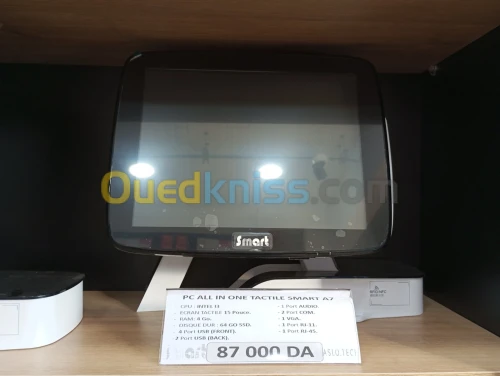 Ouedkniss.com
Smart
PC ALL IN ONE TACTILE SMART A7
CPU : INTEL I3
- 1 Port AUDIO.
ECRAN TACTILE 15 Pouce.
- 2 Port COM.
RAM: 4 Go.
- 1 VGA.
DISQUE DUR : 64 GO SSD.
- 1 Port RJ-11.
4 Port USB (FRONT).
- 1 Port RJ-45.
2 Port USB (BACK).
87 000 DA